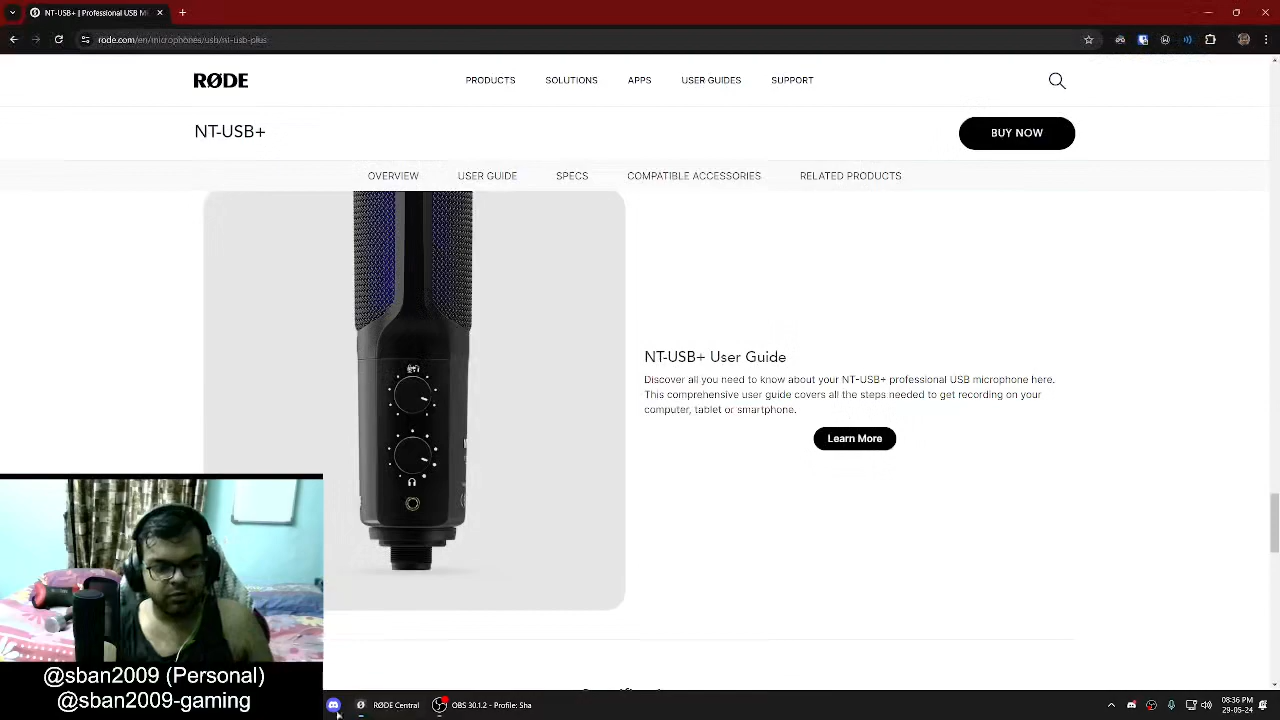 NT-USB+ | Professional USB Mi
rode.com/en/microphones/usb/nt-usb-plus
RØDE
PRODUCTS
SOLUTIONS
APPS
USER GUIDES
SUPPORT
NT-USB+
BUY NOW
OVERVIEW
USER GUIDE
SPECS
COMPATIBLE ACCESSORIES
RELATED PRODUCTS
NT-USB+ User Guide
Discover all you need to know about your NT-USB+ professional USB microphone here.
This comprehensive user guide covers all the steps needed to get recording on your
computer, tablet or smartphone.
Learn More
@sban2009 (Personal)
@sban2009-gaming
RØDE Central
OBS 30.1.2 - Profile: Sha
08:36 PM
29-05-24